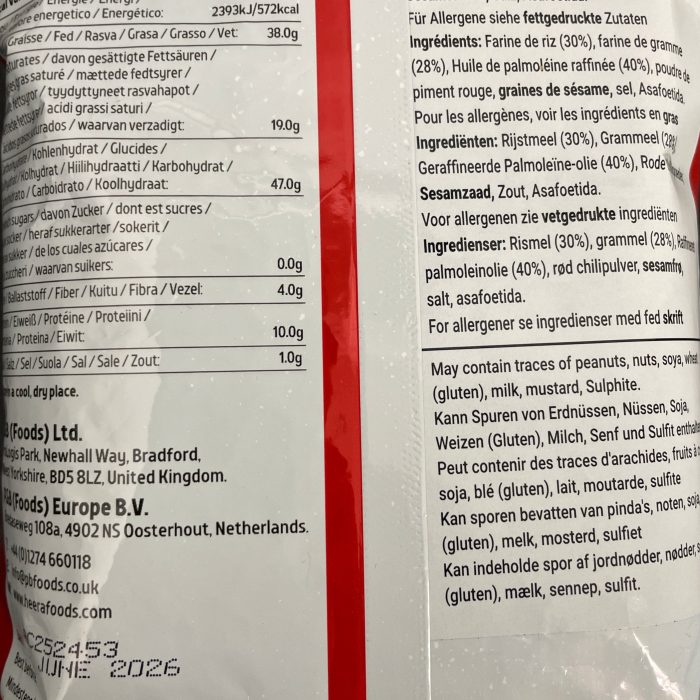 energetico / Energético: 2393kJ/572kcal
Graisse / Fed / Rasva / Grasa / Grasso / Vet: 38.0g
/ davon gesättigte Fettsäuren /
gras saturé / mættede fedtsyrer /
/ tyydyttyneet rasvahapot /
/ acidi grassi saturi /
/ waarvan verzadigt: 19.0g
/ Kohlenhydrat / Glucides /
/ Kolhydrat / Hiilihydraatti / Karbohydrat /
/ Carboidrato / Koolhydraat: 47.0g
sugars / davon Zucker / dont est sucres /
/ heraf sukkerarter / sokerit /
/ de los cuales azúcares /
/ waarvan suikers: 0.0g
/ Ballaststoff / Fiber / Kuitu / Fibra / Vezel: 4.0g
/ Eiweiß / Protéine / Proteiini /
/ Proteina / Eiwit: 10.0g
Salz / Sel / Suola / Sal / Sale / Zout: 1.0g
a cool, dry place.
(Foods) Ltd.
Park, Newhall Way, Bradford,
Yorkshire, BD5 8LZ, United Kingdom.
(Foods) Europe B.V.
108a, 4902 NS Oosterhout, Netherlands.
(0)1274 660118
info@pbfoods.co.uk
www.heerafoods.com
C252453
JUNE 2026
Für Allergene siehe fettgedruckte Zutaten
Ingrédients: Farine de riz (30%), farine de gramme
(28%), Huile de palmoléine raffinée (40%), poudre de
piment rouge, graines de sésame, sel, Asafoetida.
Pour les allergènes, voir les ingrédients en gras
Ingrediënten: Rijstmeel (30%), Grammeel
Geraffineerde Palmoleïne-olie (40%), Rode
Sesamzaad, Zout, Asafoetida.
Voor allergenen zie vetgedrukte ingrediënten
Ingredienser: Rismel (30%), grammel (28%),
palmoleinolie (40%), rød chilipulver, sesamfrø,
salt, asafoetida.
For allergener se ingredienser med fed skrift
May contain traces of peanuts, nuts, soya, wheat
(gluten), milk, mustard, Sulphite.
Kann Spuren von Erdnüssen, Nüssen, Soja,
Weizen (Gluten), Milch, Senf und Sulfit
Peut contenir des traces d'arachides, fruits à
soja, blé (gluten), lait, moutarde, sulfite
Kan sporen bevatten van pinda's, noten, soja,
(gluten), melk, mosterd, sulfiet
Kan indeholde spor af jordnødder, nødder,
(gluten), mælk, sennep, sulfit.